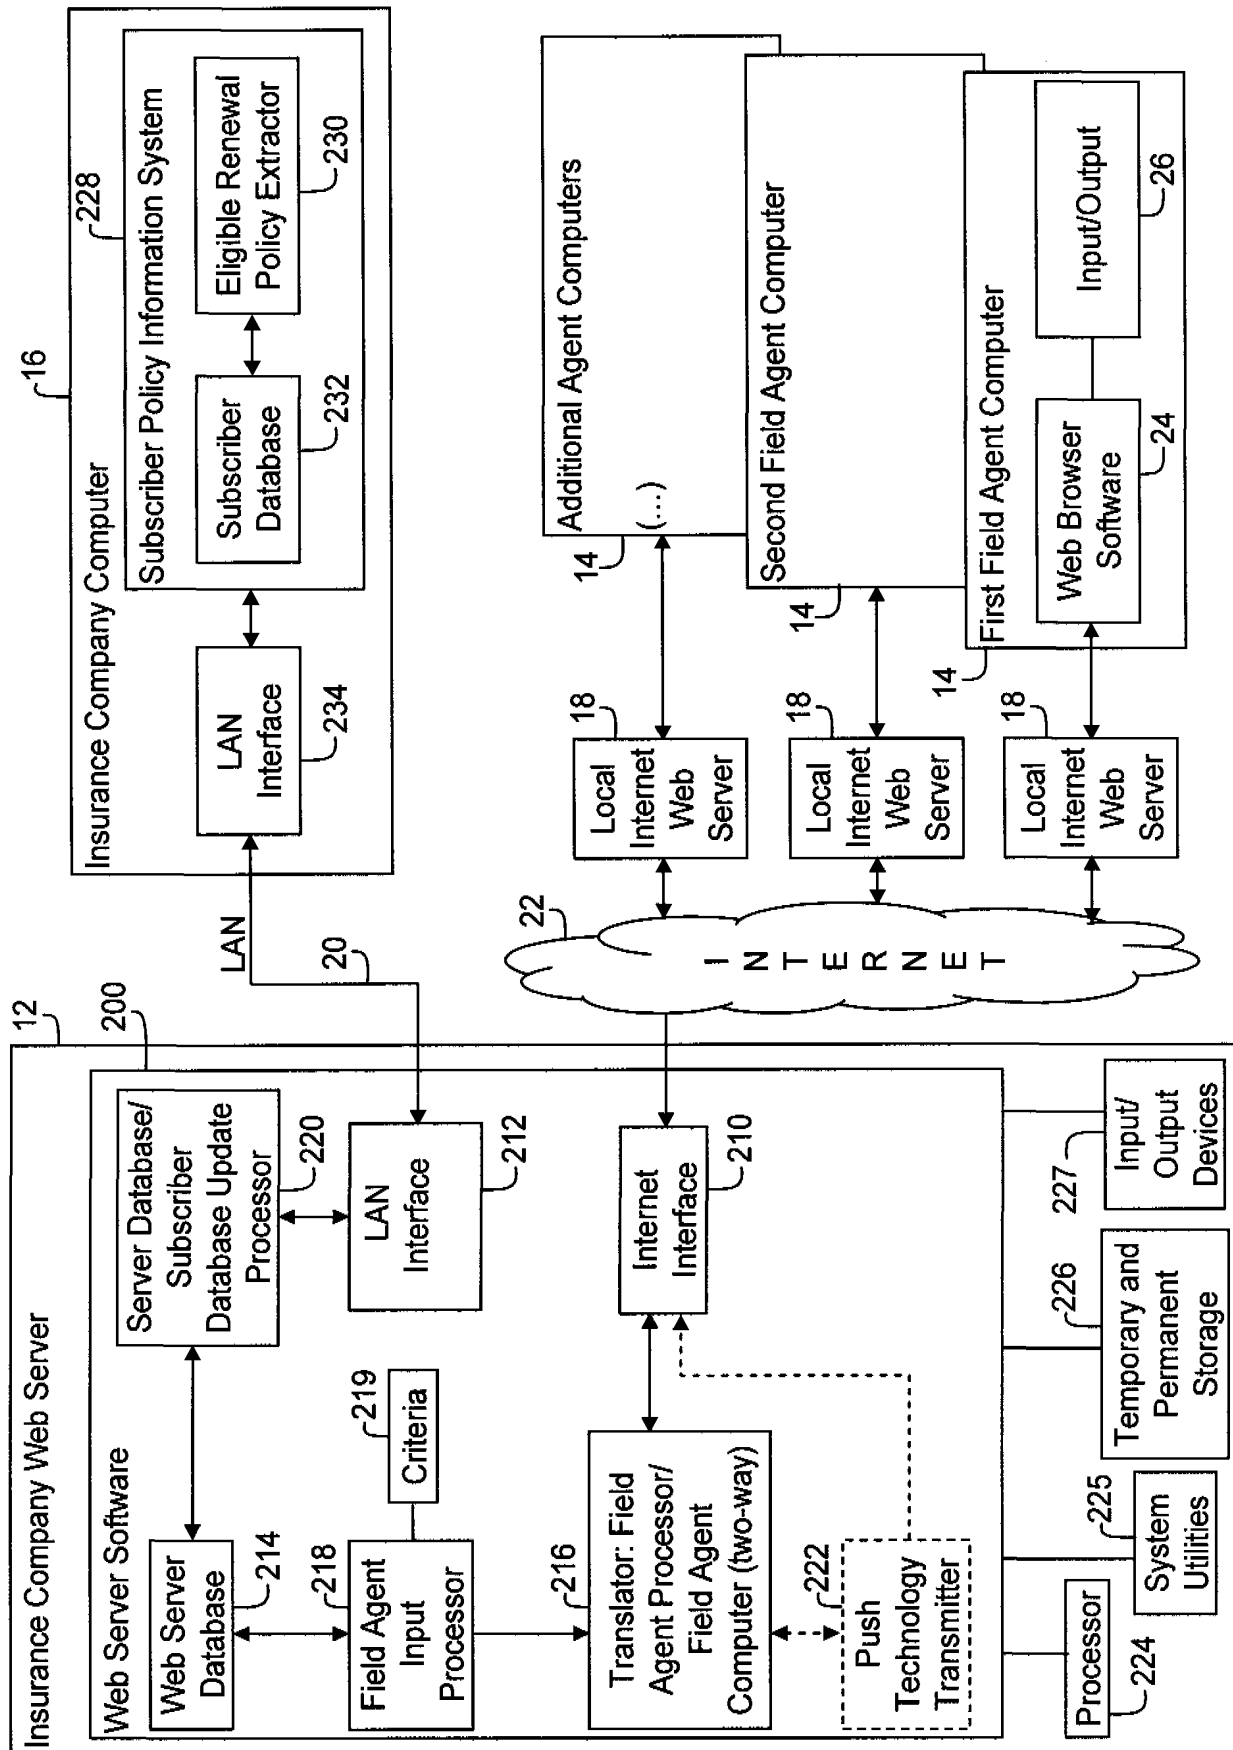 Insurance Company Web Server
12
Web Server Software
200
Web Server
Database
214
Server Database/
Subscriber
Database Update
Processor
220
Field Agent
Input
Processor
218
Criteria
219
LAN
Interface
212
Translator: Field
Agent Processor/
Field Agent
Computer (two-way)
216
Internet
Interface
210
Push
Technology
Transmitter
222
Processor
224
System
Utilities
225
Temporary and
Permanent
Storage
226
Input/
Output
Devices
227
LAN
20
Insurance Company Computer
16
LAN
Interface
234
Subscriber Policy Information System
228
Subscriber
Database
232
Eligible Renewal
Policy Extractor
230
INTERNET
22
Local
Internet
Web
Server
18
Local
Internet
Web
Server
18
Local
Internet
Web
Server
18
Additional Agent Computers
(...)
14
Second Field Agent Computer
14
First Field Agent Computer
14
Web Browser
Software
24
Input/Output
26